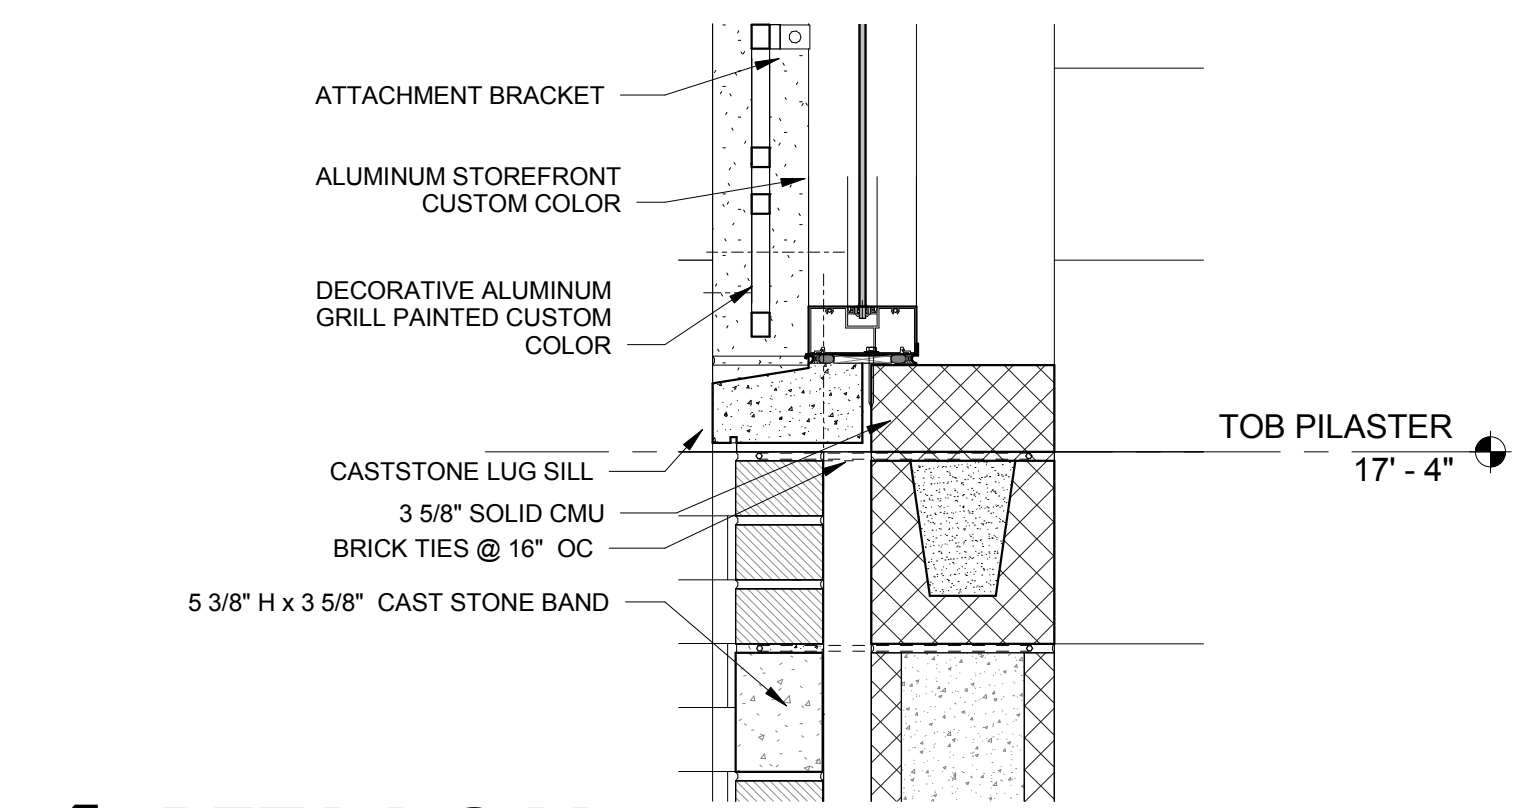 ATTACHMENT BRACKET
ALUMINUM STOREFRONT
CUSTOM COLOR
DECORATIVE ALUMINUM
GRILL PAINTED CUSTOM
COLOR
TOB PILASTER
17' - 4"
CASTSTONE LUG SILL
3 5/8" SOLID CMU
BRICK TIES @ 16" OC
5 3/8" H x 3 5/8" CAST STONE BAND